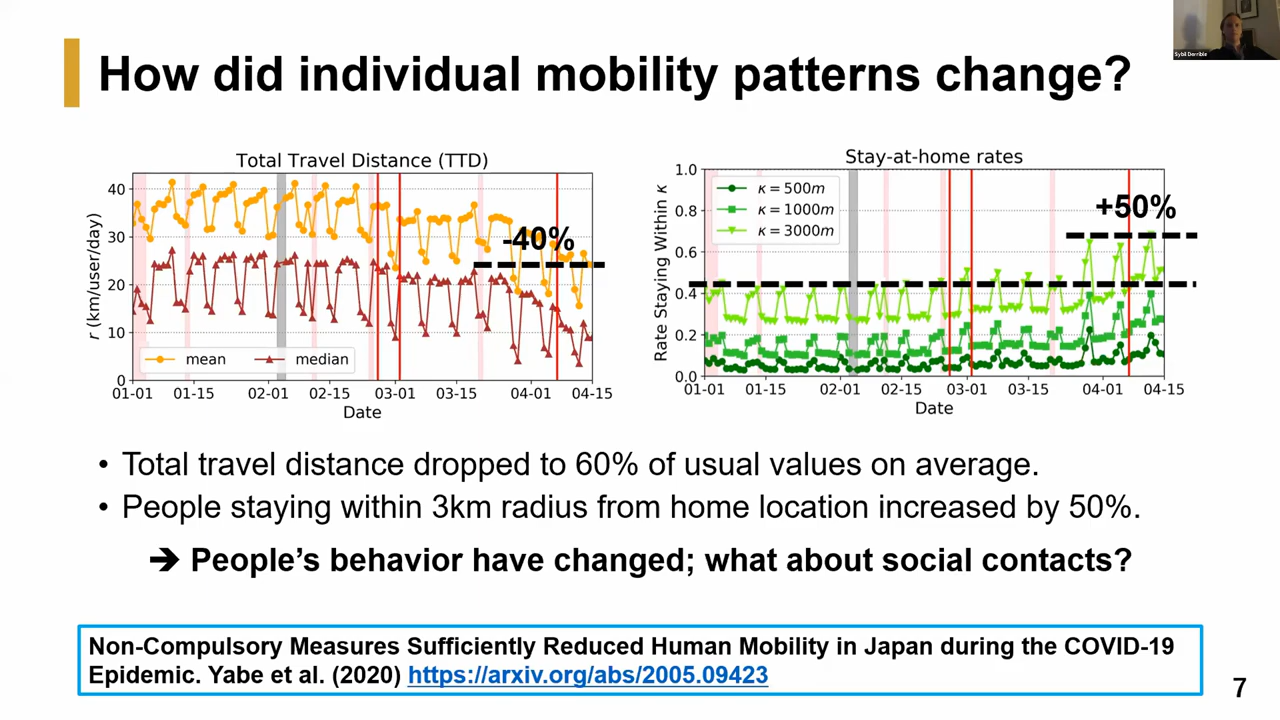 Sybil Derrible
How did individual mobility patterns change?
Total Travel Distance (TTD)
40
30
20
10
0
r (km/user/day)
-40%
mean
median
01-01
01-15
02-01
02-15
03-01
03-15
04-01
04-15
Date
Stay-at-home rates
1.0
0.8
0.6
0.4
0.2
0.0
Rate Staying Within κ
κ = 500m
κ = 1000m
κ = 3000m
+50%
01-01
01-15
02-01
02-15
03-01
03-15
04-01
04-15
Date
• Total travel distance dropped to 60% of usual values on average.
• People staying within 3km radius from home location increased by 50%.
➔ People’s behavior have changed; what about social contacts?
Non-Compulsory Measures Sufficiently Reduced Human Mobility in Japan during the COVID-19
Epidemic. Yabe et al. (2020) https://arxiv.org/abs/2005.09423
7